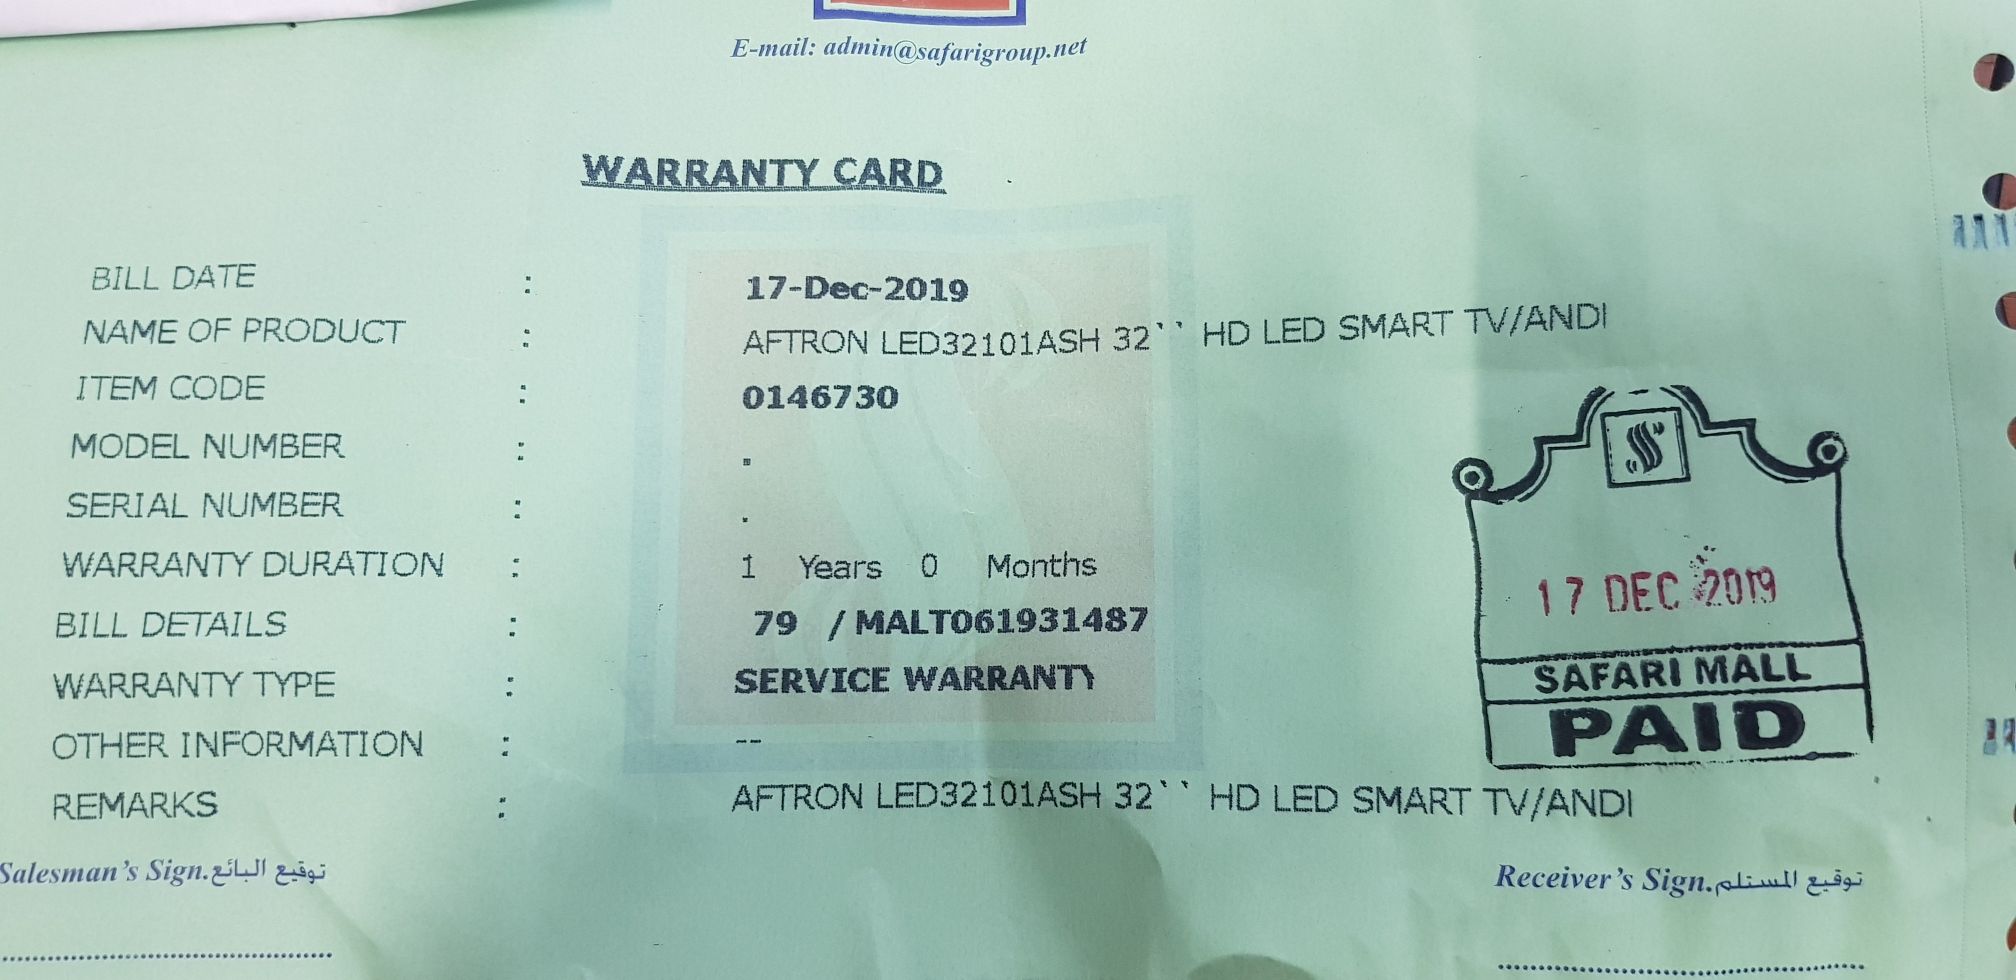 E-mail: admin@safarigroup.net
WARRANTY CARD
BILL DATE : 17-Dec-2019
NAME OF PRODUCT : AFTRON LED32101ASH 32`` HD LED SMART TV/ANDI
ITEM CODE : 0146730
MODEL NUMBER : .
SERIAL NUMBER : .
WARRANTY DURATION : 1 Years 0 Months
BILL DETAILS : 79 / MALTO61931487
WARRANTY TYPE : SERVICE WARRANTY
OTHER INFORMATION : --
REMARKS : AFTRON LED32101ASH 32`` HD LED SMART TV/ANDI
17 DEC 2019
SAFARI MALL
PAID
Salesman's Sign. توقيع البائع
Receiver's Sign. توقيع المستلم